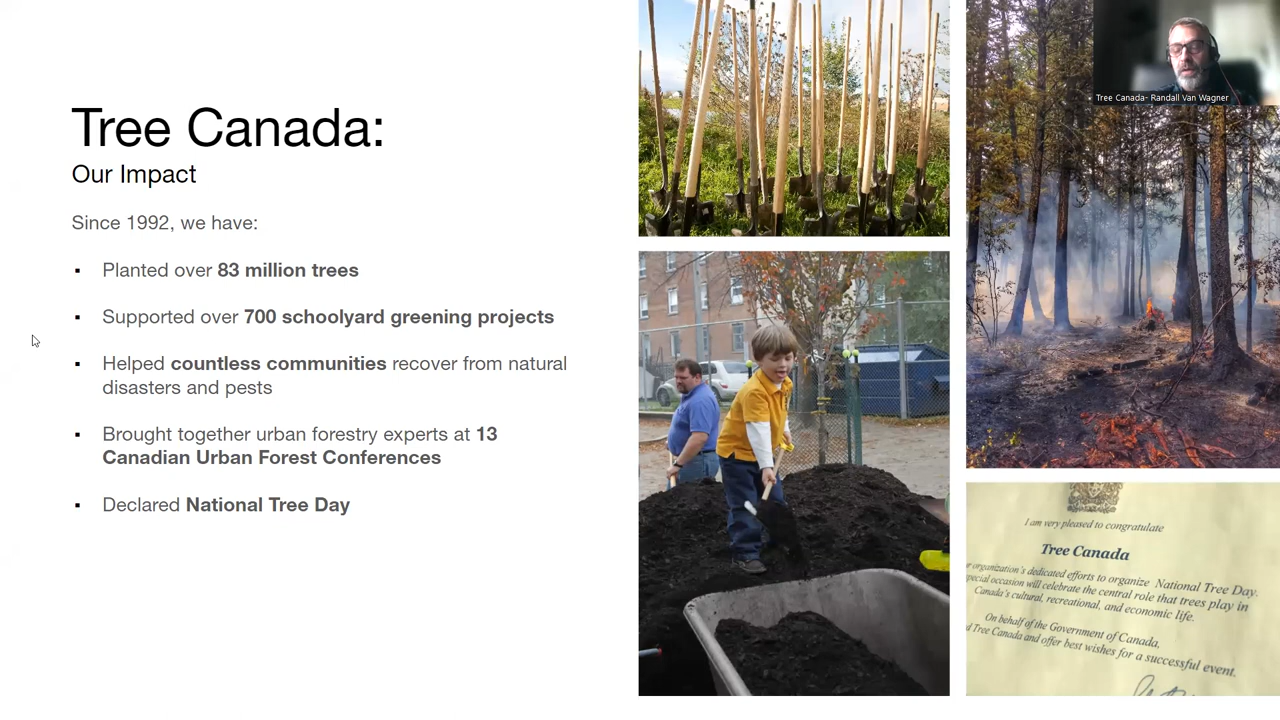 Tree Canada:
Our Impact
Since 1992, we have:
▪ Planted over 83 million trees
▪ Supported over 700 schoolyard greening projects
▪ Helped countless communities recover from natural
disasters and pests
▪ Brought together urban forestry experts at 13
Canadian Urban Forest Conferences
▪ Declared National Tree Day
Tree Canada- Randall Van Wagner
I am very pleased to congratulate
Tree Canada
organization's dedicated efforts to organize National Tree Day.
special occasion will celebrate the central role that trees play in
Canada's cultural, recreational, and economic life.
On behalf of the Government of Canada,
Tree Canada and offer best wishes for a successful event.